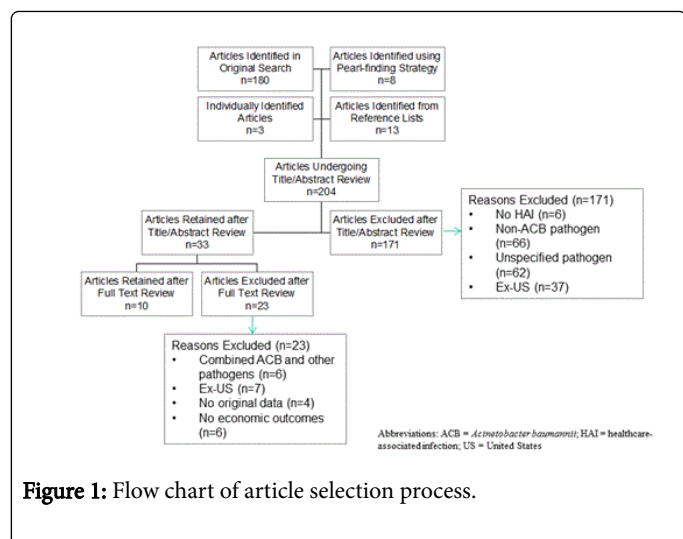 Articles Identified in
Original Search
n=180
Articles Identified using
Pearl-finding Strategy
n=8
Individually Identified
Articles
n=3
Articles Identified from
Reference Lists
n=13
Articles Undergoing
Title/Abstract Review
n=204
Articles Retained after
Title/Abstract Review
n=33
Articles Excluded after
Title/Abstract Review
n=171
Reasons Excluded (n=171)
• No HAI (n=6)
• Non-ACB pathogen
(n=66)
• Unspecified pathogen
(n=62)
• Ex-US (n=37)
Articles Retained after
Full Text Review
n=10
Articles Excluded after
Full Text Review
n=23
Reasons Excluded (n=23)
• Combined ACB and other
pathogens (n=6)
• Ex-US (n=7)
• No original data (n=4)
• No economic outcomes
(n=6)
Abbreviations: ACB = Acinetobacter baumannii; HAI = healthcare-
associated infection; US = United States
Figure 1: Flow chart of article selection process.